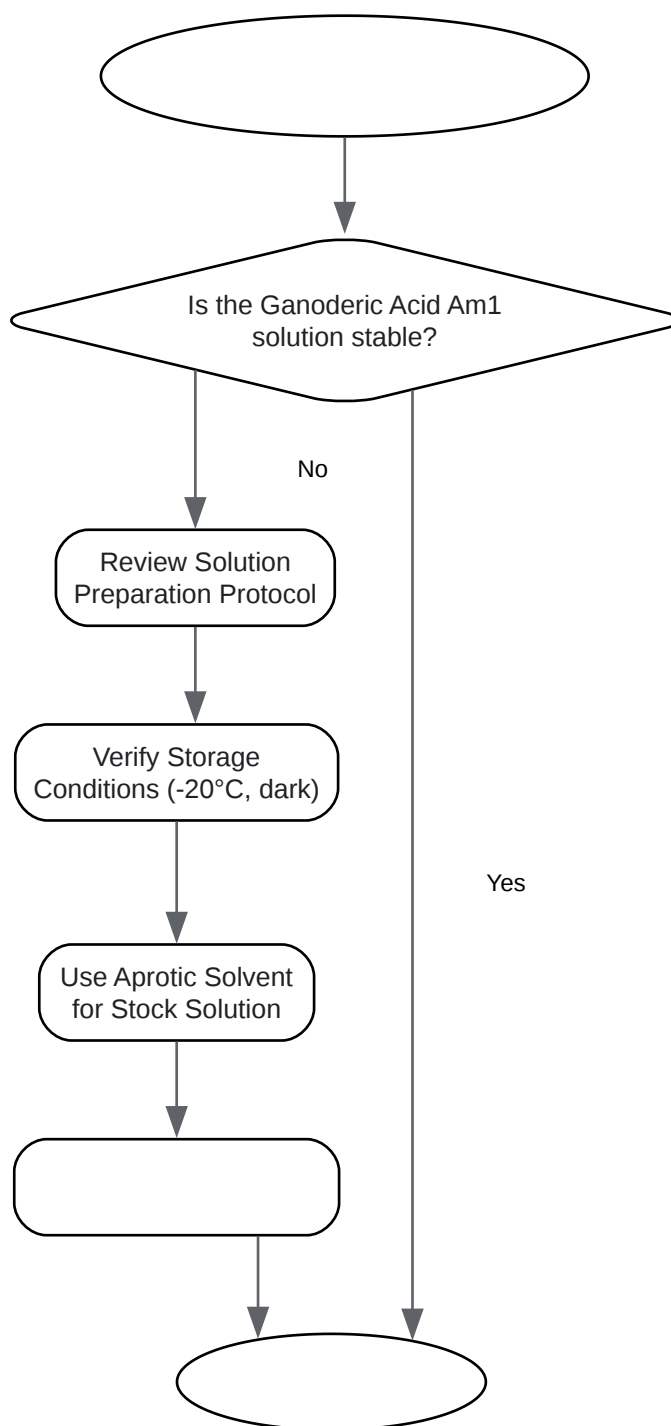 Is the Ganoderic Acid Am1
solution stable?
No
Review Solution
Preparation Protocol
Verify Storage
Conditions (-20°C, dark)
Yes
Use Aprotic Solvent
for Stock Solution